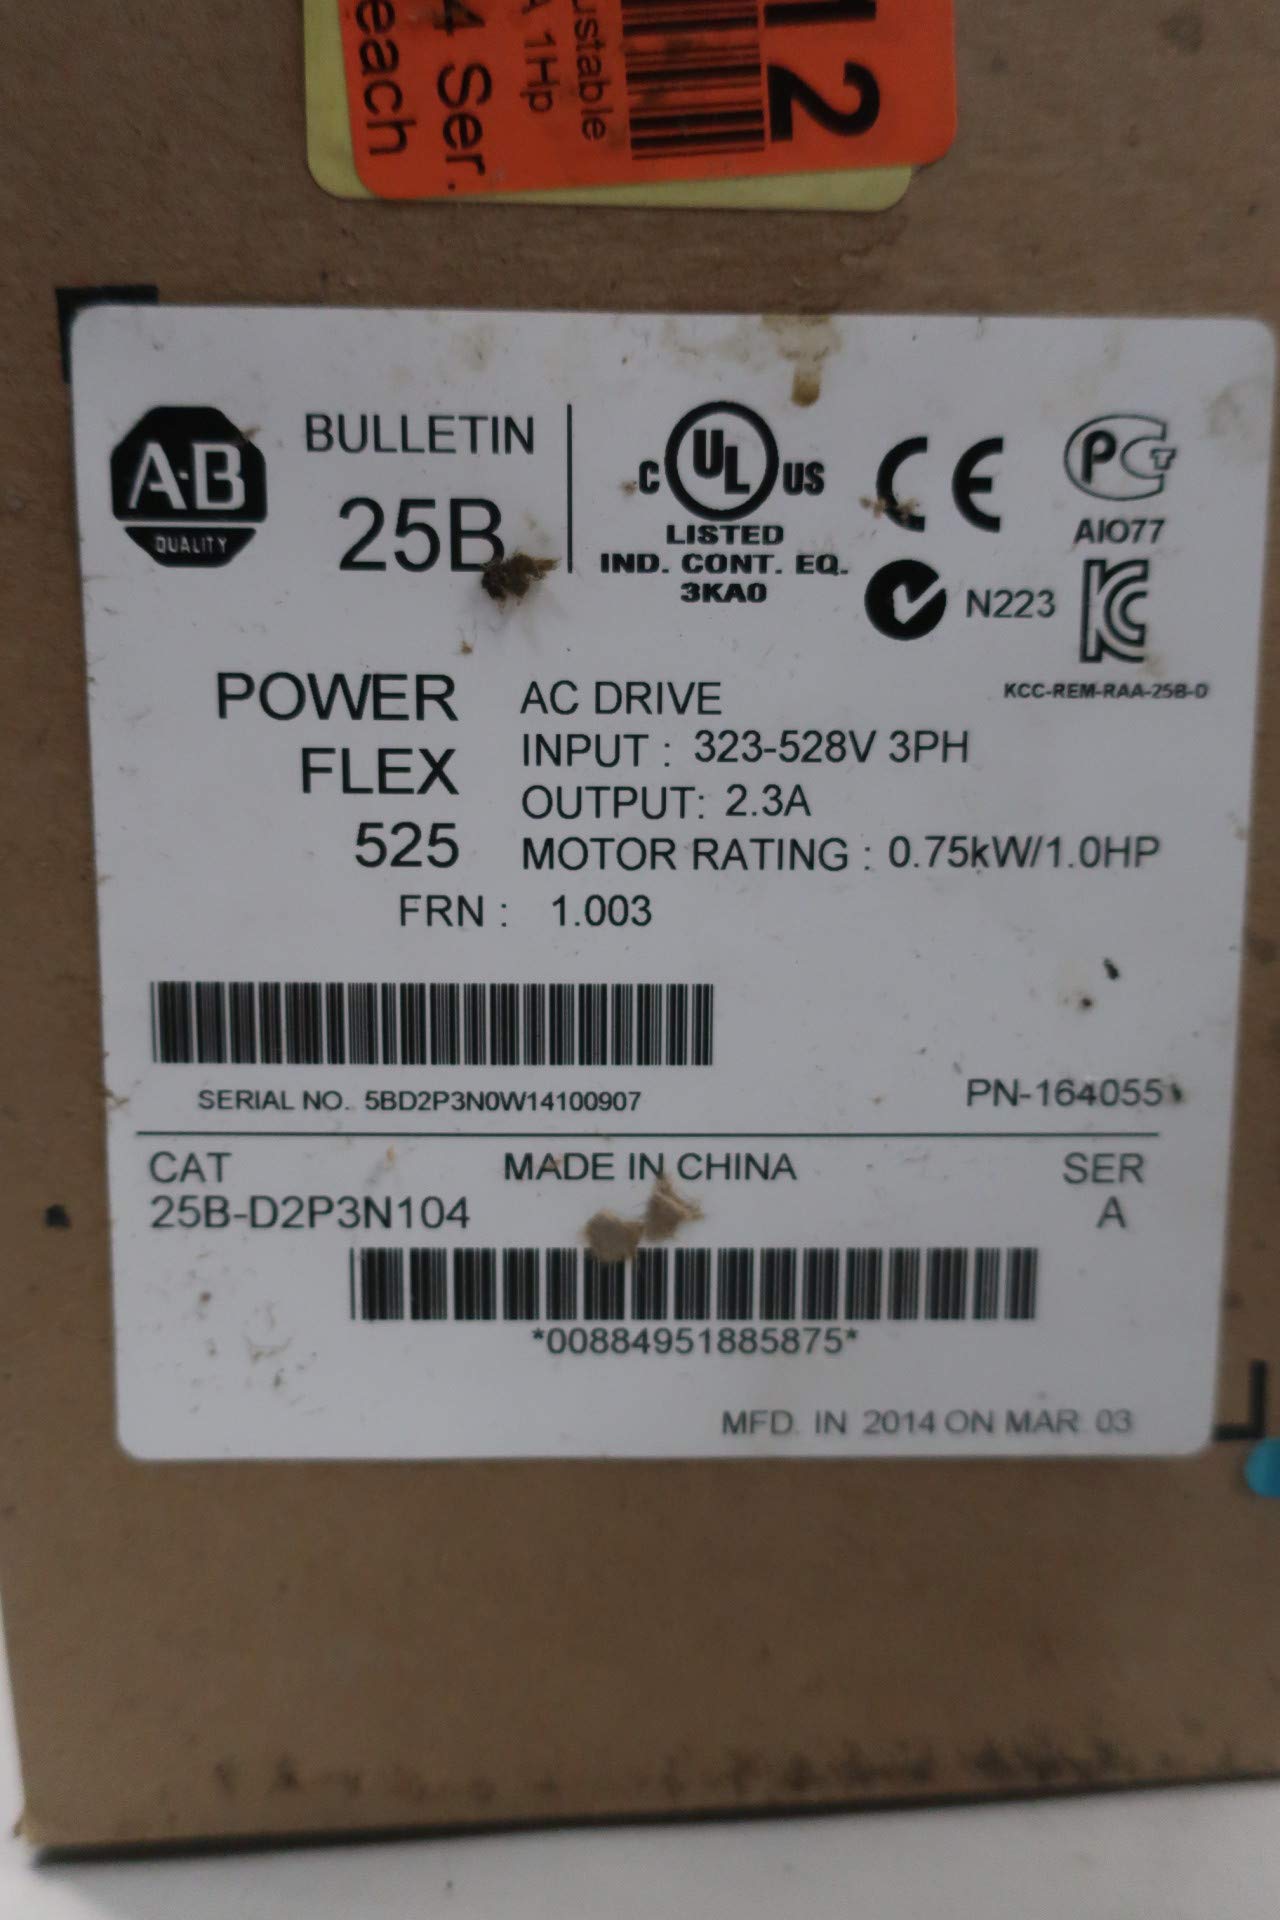 12
ustable
A 1Hp
4 Ser.
each
A-B
QUALITY
BULLETIN
25B
C UL US
LISTED
IND. CONT. EQ.
3KA0
CE
PCT
AIO77
N223
KC
KCC-REM-RAA-25B-D
POWER
FLEX
525
AC DRIVE
INPUT : 323-528V 3PH
OUTPUT: 2.3A
MOTOR RATING : 0.75kW/1.0HP
FRN : 1.003
SERIAL NO. 5BD2P3N0W14100907
PN-164055
CAT
MADE IN CHINA
SER
25B-D2P3N104
A
*00884951885875*
MFD. IN 2014 ON MAR 03